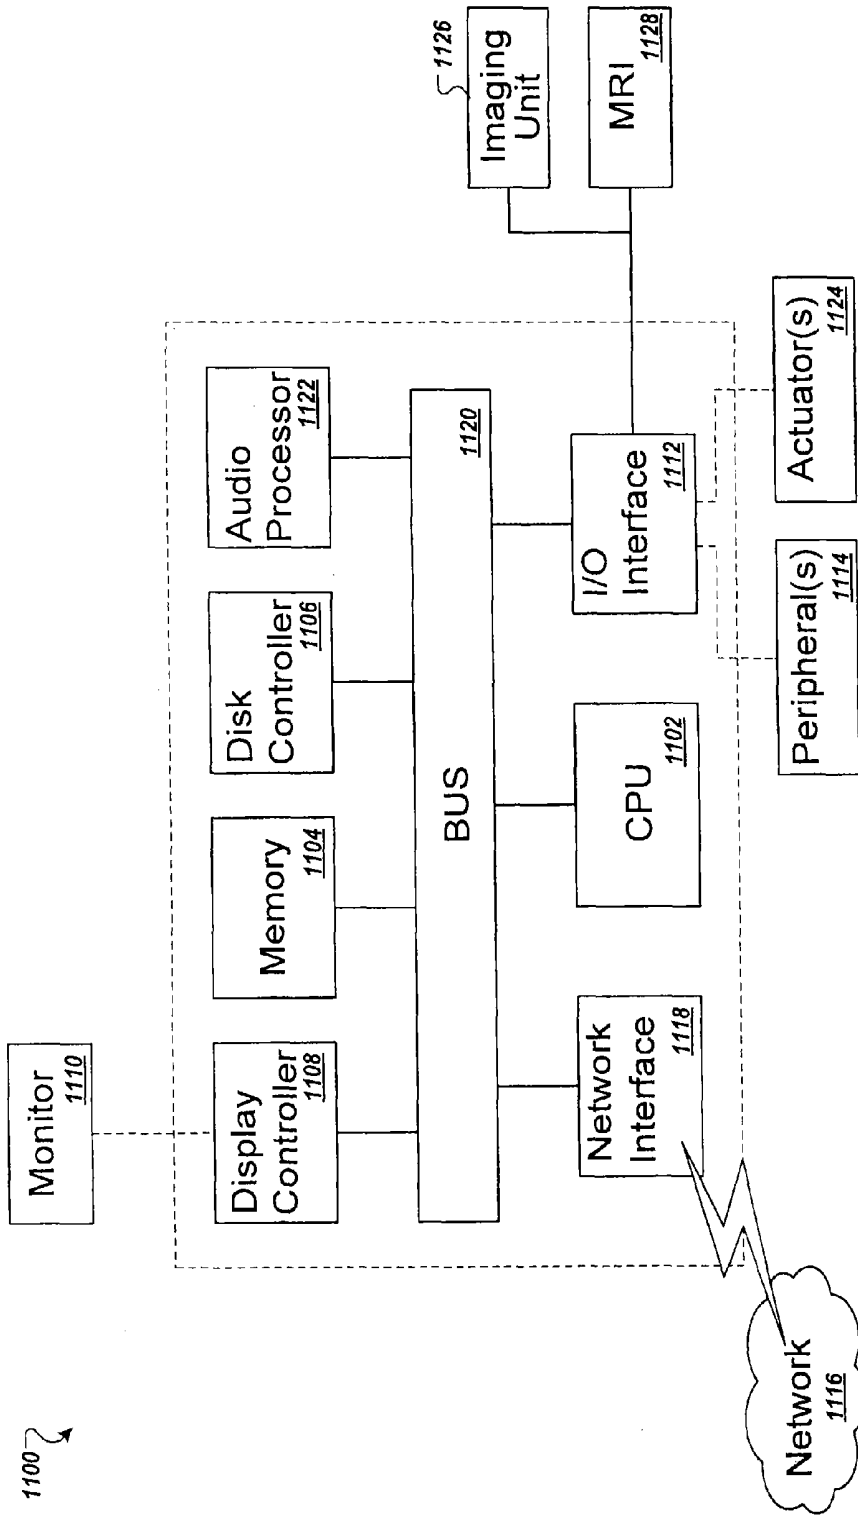 1100
Monitor
1110
Display
Controller
1108
Memory
1104
Disk
Controller
1106
Audio
Processor
1122
BUS
1120
Network
Interface
1118
CPU
1102
I/O
Interface
1112
Imaging
Unit
1126
MRI
1128
Network
1116
Peripheral(s)
1114
Actuator(s)
1124